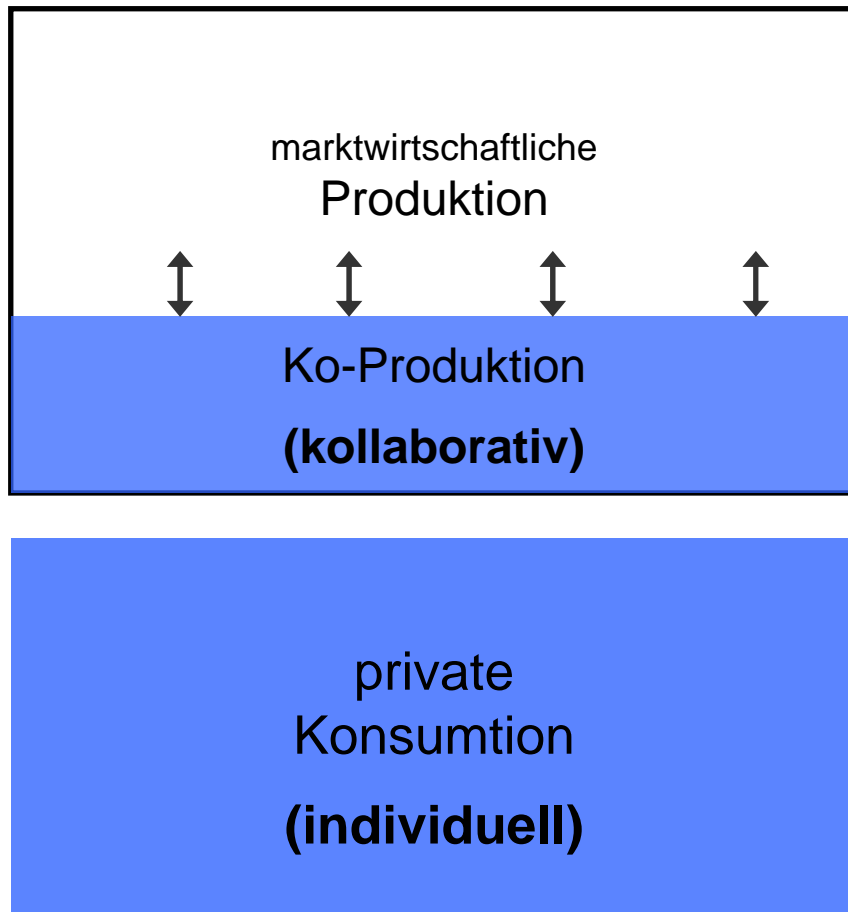 marktwirtschaftliche
Produktion
Ko-Produktion
(kollaborativ)
private
Konsumtion
(individuell)